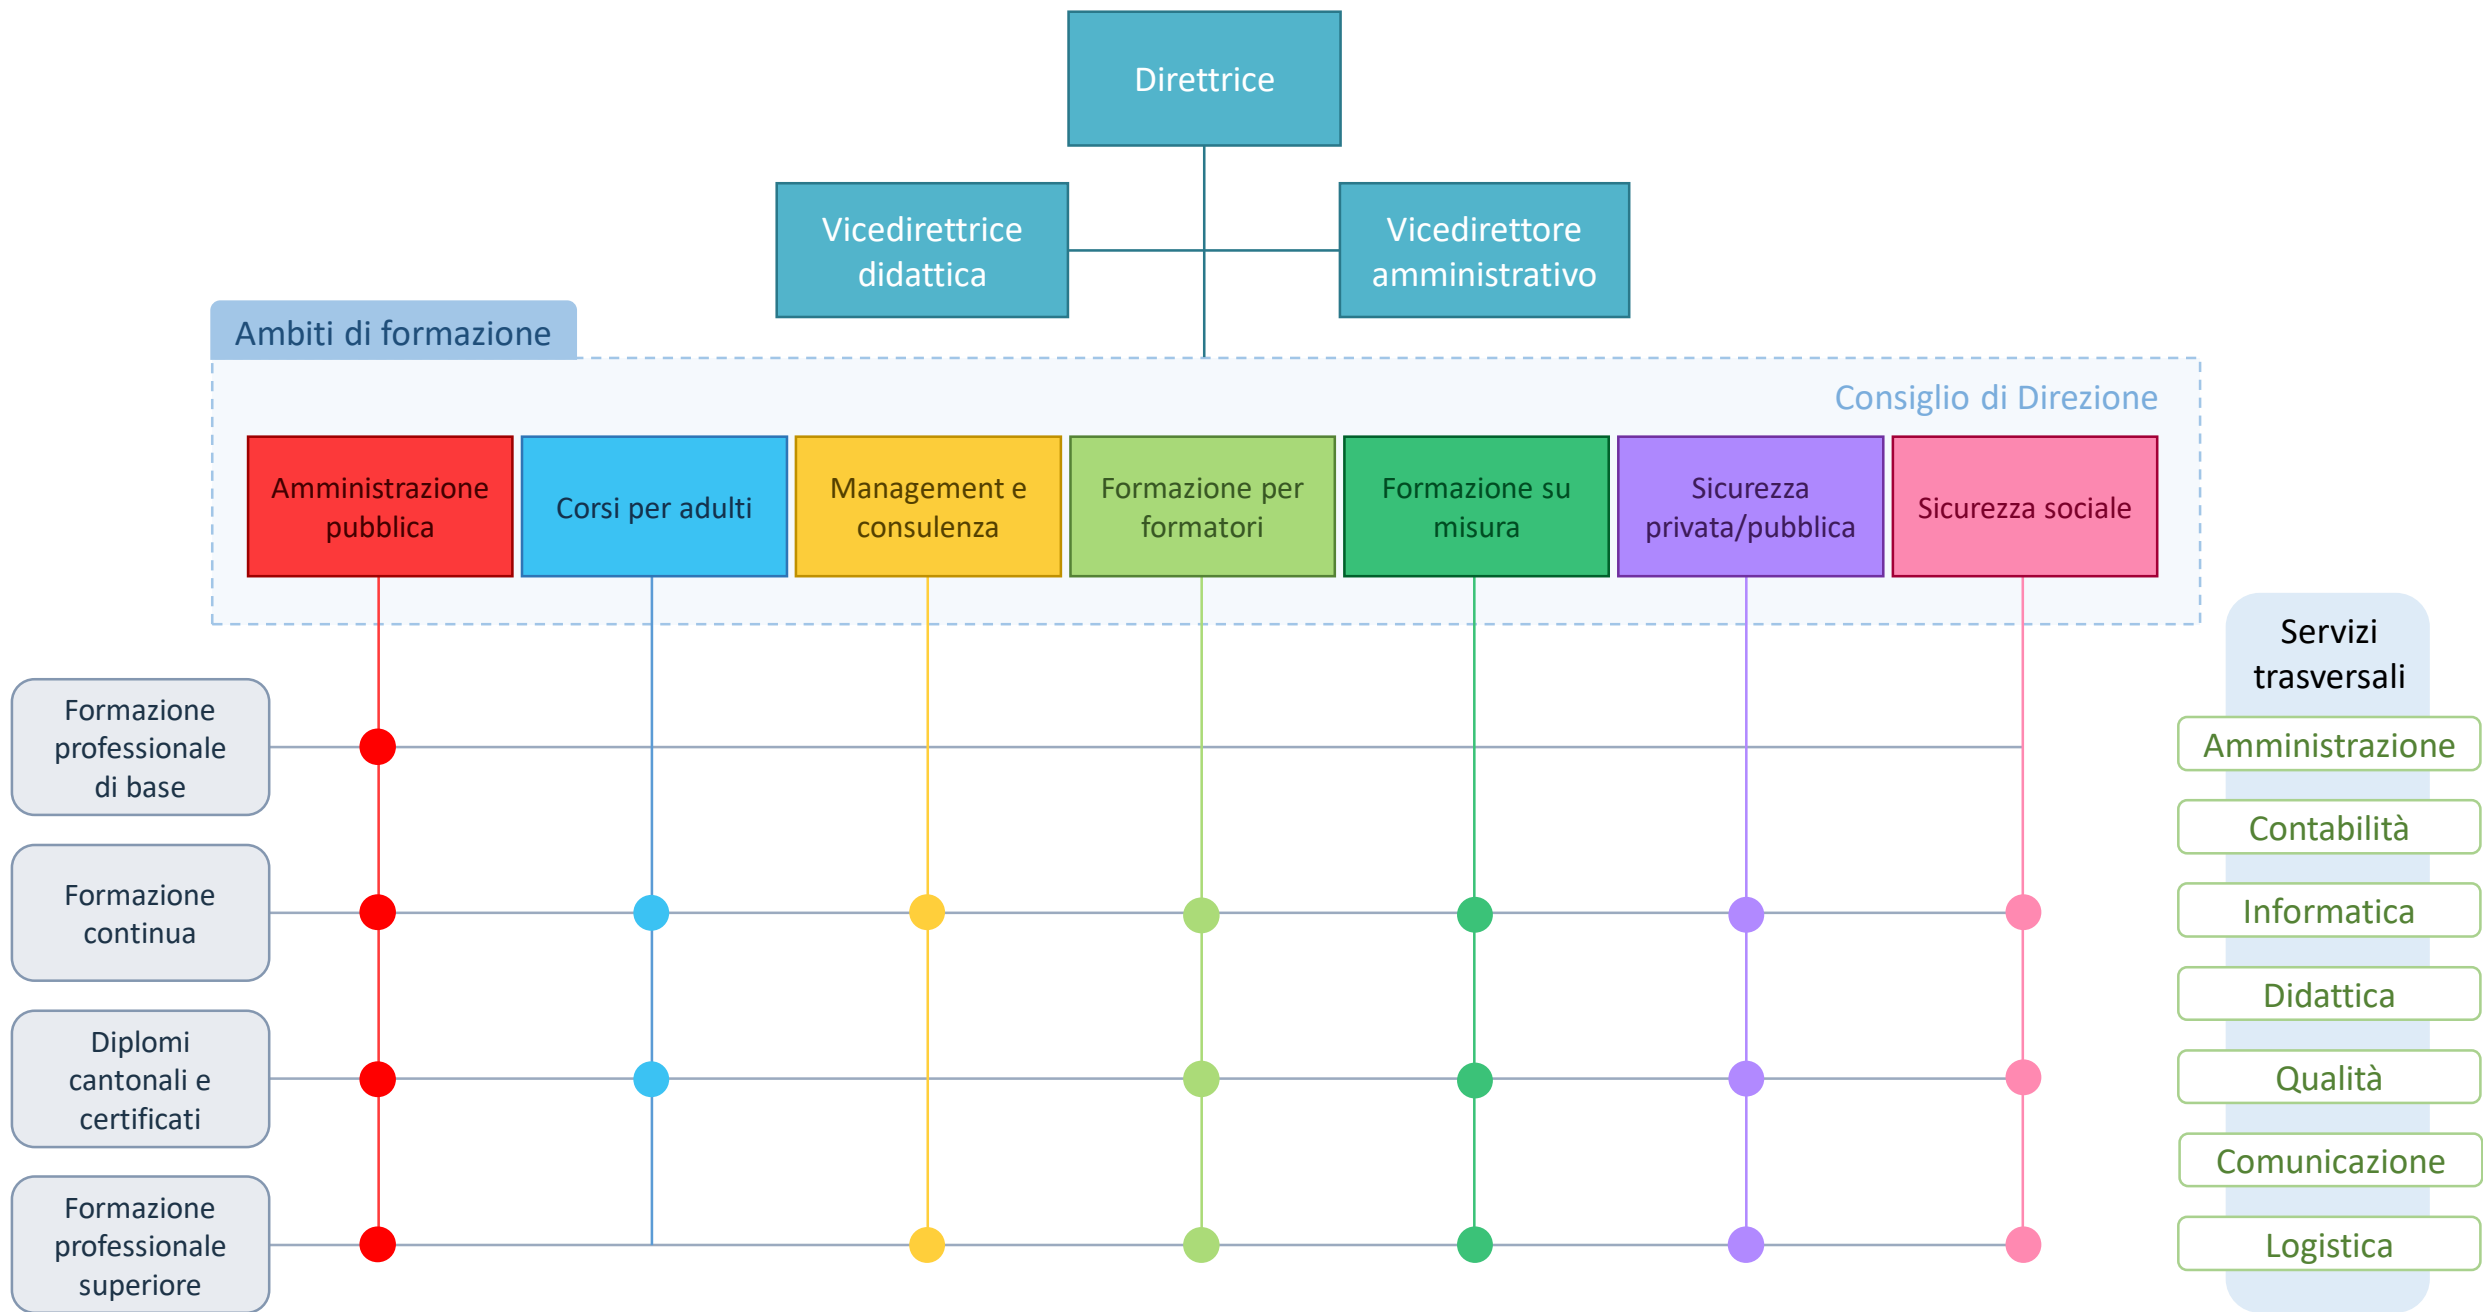 Direttrice
Vicedirettrice
didattica
Vicedirettore
amministrativo
Ambiti di formazione
Consiglio di Direzione
Amministrazione
pubblica
Corsi per adulti
Management e
consulenza
Formazione per
formatori
Formazione su
misura
Sicurezza
privata/pubblica
Sicurezza sociale
Formazione
professionale
di base
Formazione
continua
Diplomi
cantonali e
certificati
Formazione
professionale
superiore
Servizi
trasversali
Amministrazione
Contabilità
Informatica
Didattica
Qualità
Comunicazione
Logistica